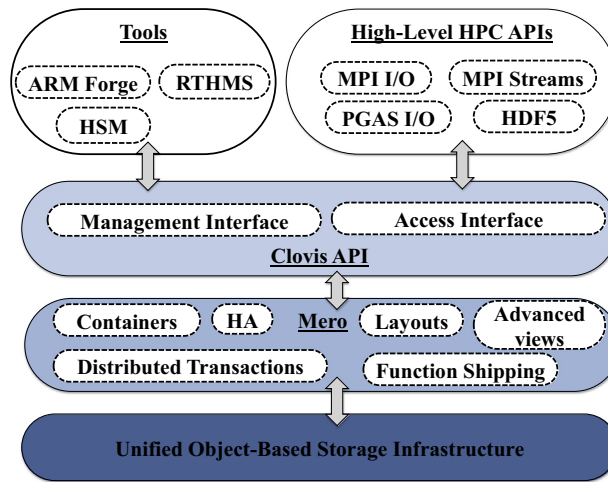 Tools
ARM Forge
RTHMS
HSM
High-Level HPC APIs
MPI I/O
MPI Streams
PGAS I/O
HDF5
Management Interface
Access Interface
Clovis API
Containers
HA
Mero
Layouts
Advanced
views
Distributed Transactions
Function Shipping
Unified Object-Based Storage Infrastructure